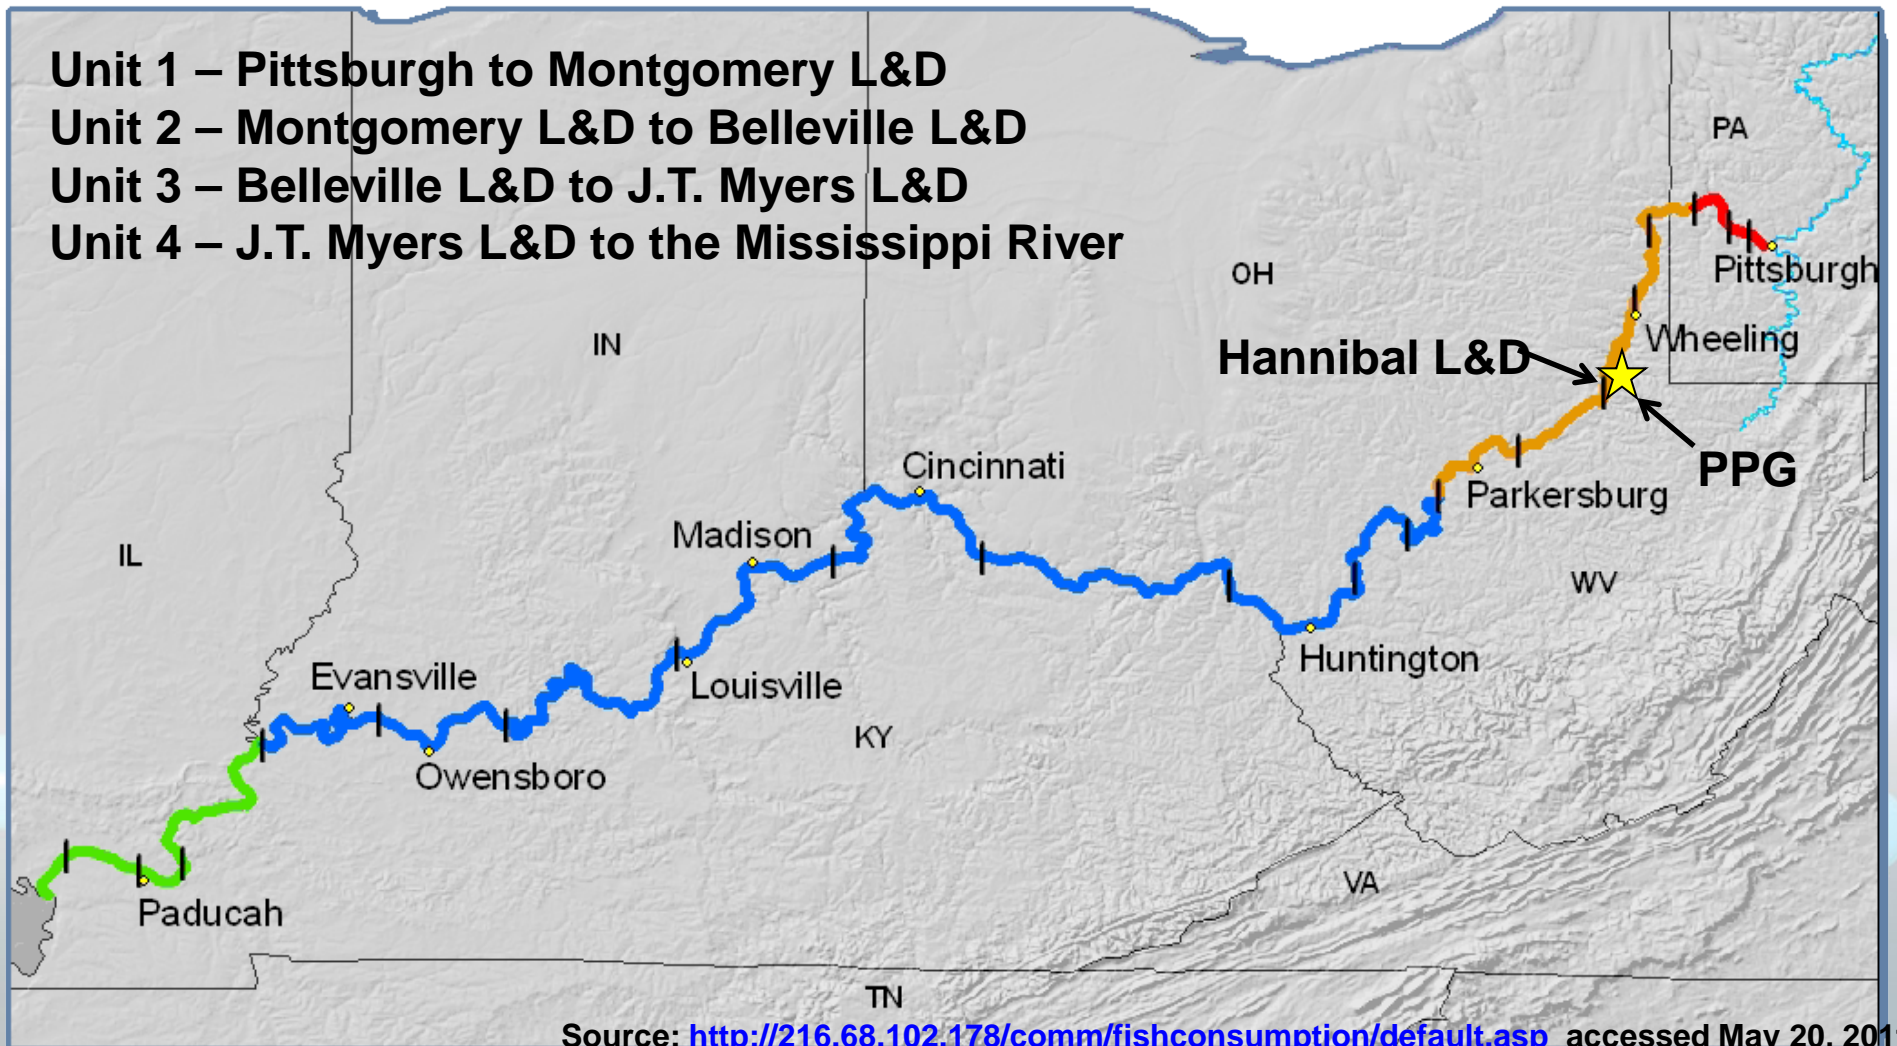 Unit 1 – Pittsburgh to Montgomery L&D
Unit 2 – Montgomery L&D to Belleville L&D
Unit 3 – Belleville L&D to J.T. Myers L&D
Unit 4 – J.T. Myers L&D to the Mississippi River
PA
Pittsburgh
OH
IN
Wheeling
Hannibal L&D
PPG
Cincinnati
Parkersburg
Madison
IL
WV
Huntington
Evansville
Louisville
KY
Owensboro
VA
Paducah
TN
Source: http://216.68.102.178/comm/fishconsumption/default.asp accessed May 20,